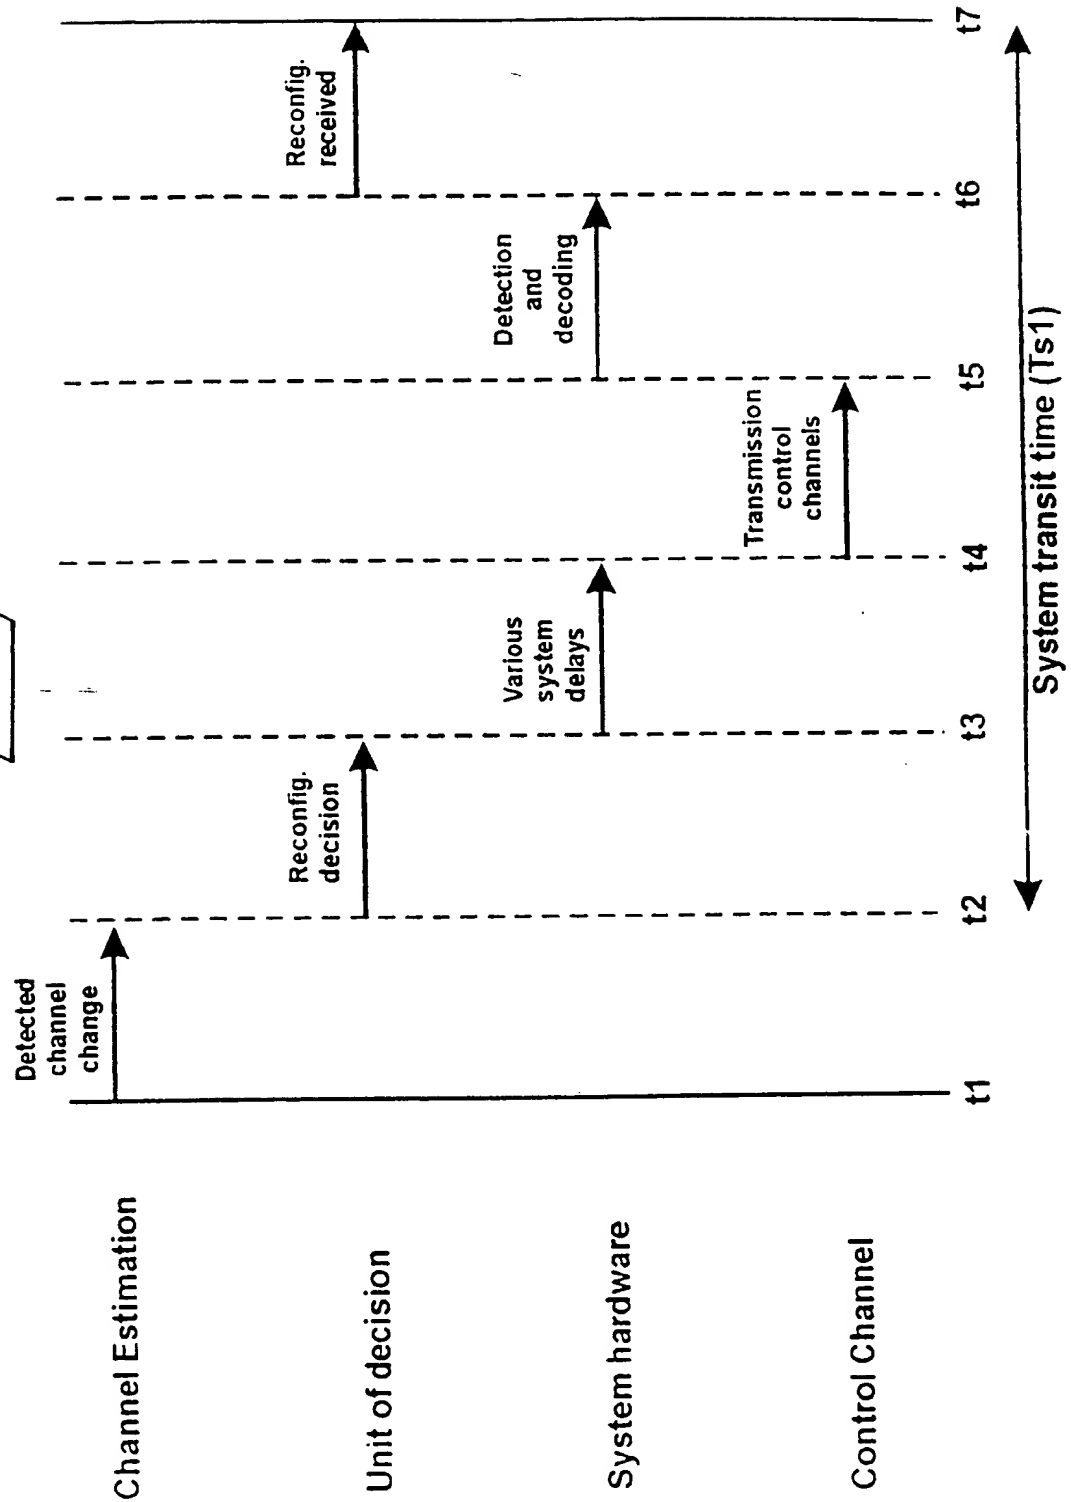 Channel Estimation
Detected
channel
change
Unit of decision
Reconfig.
decision
Reconfig.
received
System hardware
Various
system
delays
Detection
and
decoding
Control Channel
Transmission
control
channels
t1
t2
t3
t4
t5
t6
t7
System transit time (Ts1)